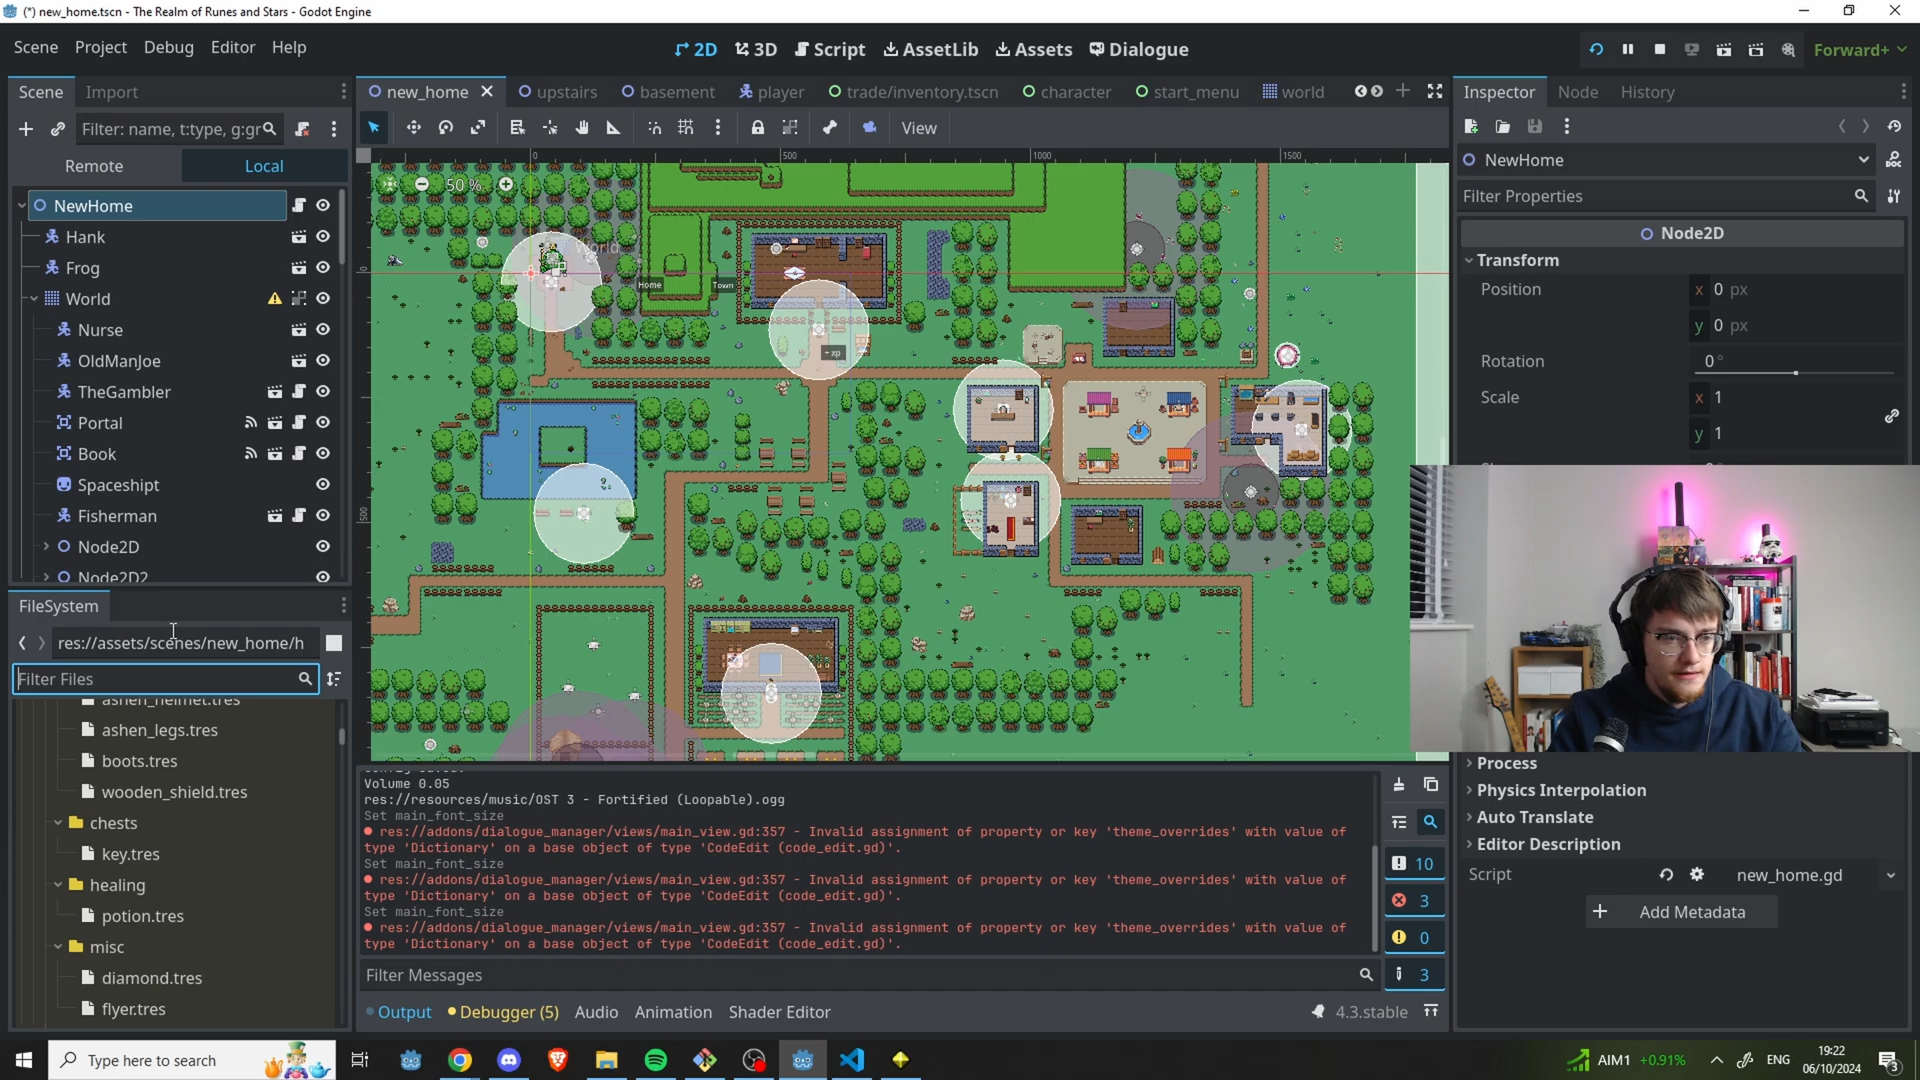 (*) new_home.tscn - The Realm of Runes and Stars - Godot Engine
Scene Project Debug Editor Help
2D 3D Script AssetLib Assets Dialogue
Forward+
Scene Import
new_home upstairs basement player trade/inventory.tscn character start_menu world
Inspector Node History
Filter: name, t:type, g:gr
View
Remote Local
NewHome
Hank
Frog
World
Nurse
OldManJoe
TheGambler
Portal
Book
Spaceshipt
Fisherman
Node2D
Node2D2
0 500 1000 1500
0
500
50 %
World
Home
Town
+ xp
NewHome
Filter Properties
Node2D
Transform
Position x 0 px
y 0 px
Rotation 0 °
Scale x 1
y 1
Process
Physics Interpolation
Auto Translate
Editor Description
Script new_home.gd
Add Metadata
FileSystem
res://assets/scenes/new_home/h
Filter Files
ashen_helmet.tres
ashen_legs.tres
boots.tres
wooden_shield.tres
chests
key.tres
healing
potion.tres
misc
diamond.tres
flyer.tres
Volume 0.05
res://resources/music/OST 3 - Fortified (Loopable).ogg
Set main_font_size
res://addons/dialogue_manager/views/main_view.gd:357 - Invalid assignment of property or key 'theme_overrides' with value of
type 'Dictionary' on a base object of type 'CodeEdit (code_edit.gd)'.
Set main_font_size
res://addons/dialogue_manager/views/main_view.gd:357 - Invalid assignment of property or key 'theme_overrides' with value of
type 'Dictionary' on a base object of type 'CodeEdit (code_edit.gd)'.
Set main_font_size
res://addons/dialogue_manager/views/main_view.gd:357 - Invalid assignment of property or key 'theme_overrides' with value of
type 'Dictionary' on a base object of type 'CodeEdit (code_edit.gd)'.
10
3
0
3
Filter Messages
Output Debugger (5) Audio Animation Shader Editor
4.3.stable
Type here to search
AIM1 +0.91%
ENG
19:22
06/10/2024
3